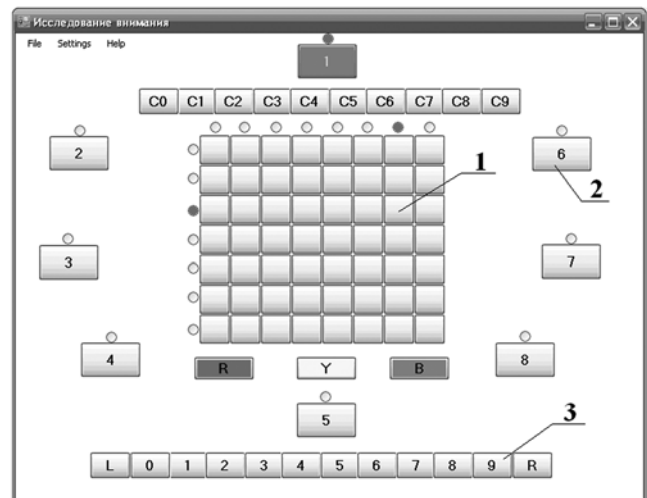 Исследование внимания
File Settings Help
1
C0 C1 C2 C3 C4 C5 C6 C7 C8 C9
2
6
1
2
3
7
4
8
R Y B
5
3
L 0 1 2 3 4 5 6 7 8 9 R